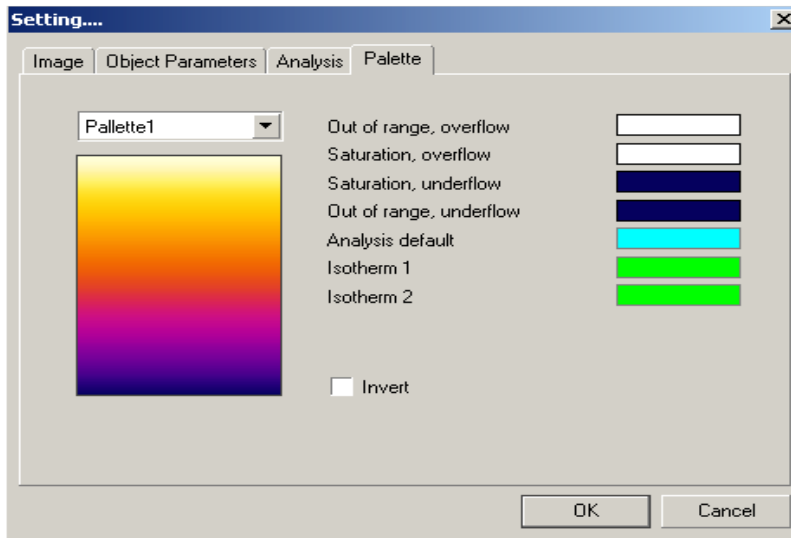 Setting....
Image Object Parameters Analysis Palette
Pallette1
Out of range, overflow
Saturation, overflow
Saturation, underflow
Out of range, underflow
Analysis default
Isotherm 1
Isotherm 2
Invert
OK Cancel